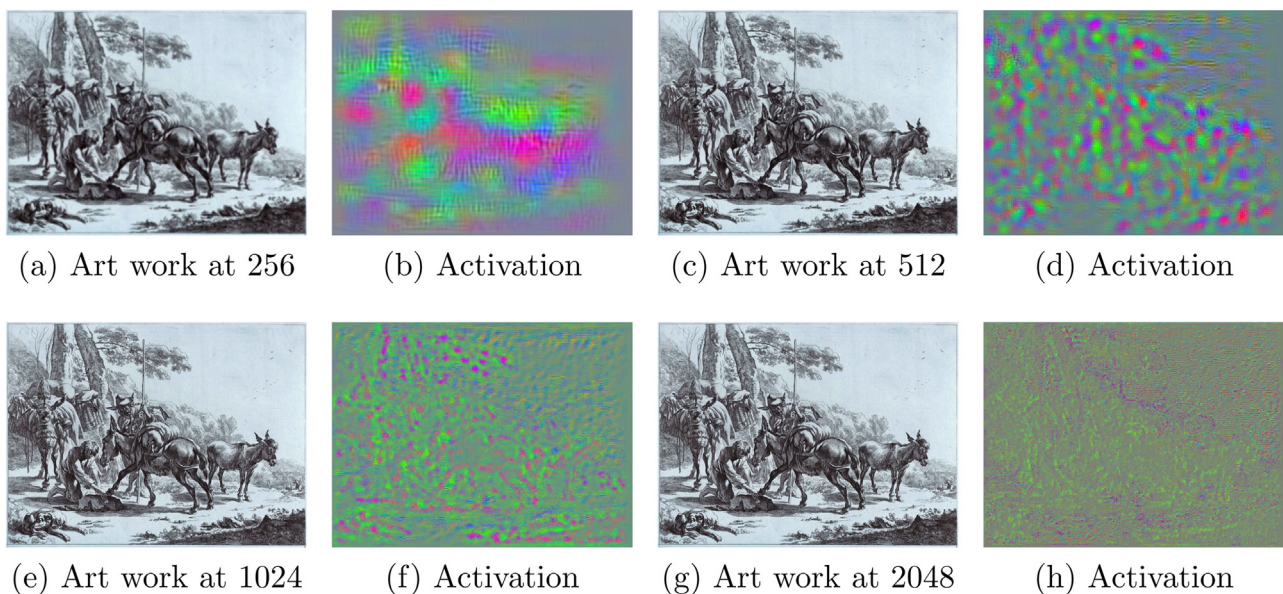 (a) Art work at 256
(b) Activation
(c) Art work at 512
(d) Activation
(e) Art work at 1024
(f) Activation
(g) Art work at 2048
(h) Activation